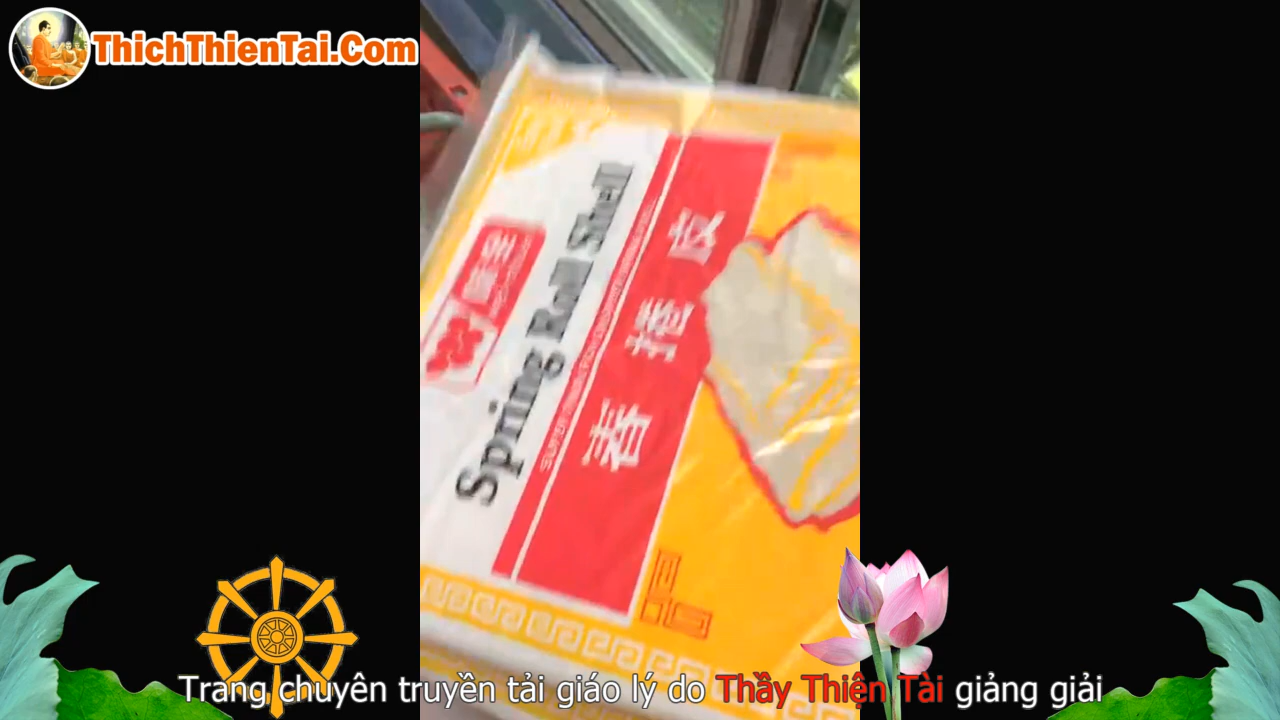 ThichThienTai.Com
Spring Roll Shell
春捲皮
Trang chuyên truyền tải giáo lý do Thầy Thiện Tài giảng giải